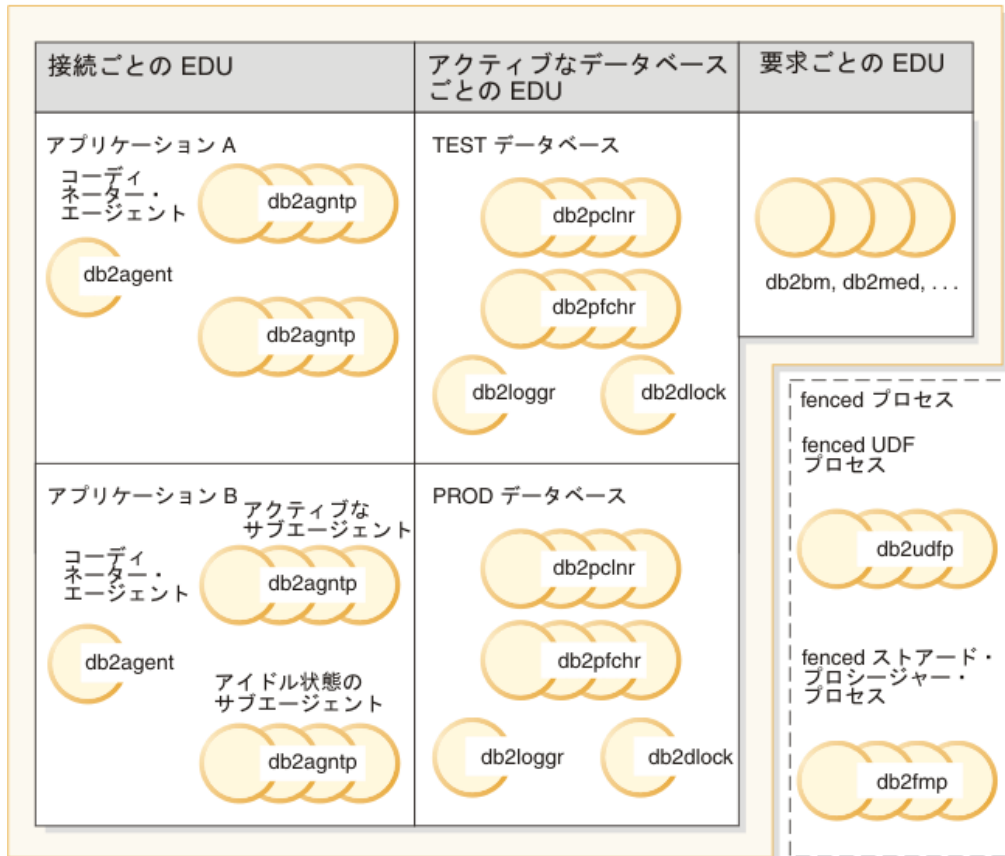 接続ごとの EDU
アクティブなデータベース
ごとの EDU
要求ごとの EDU
アプリケーション A
コーディ
ネーター・
エージェント
db2agent
db2agntp
db2agntp
TEST データベース
db2pclnr
db2pfchr
db2loggr
db2dlock
db2bm, db2med, . . .
アプリケーション B
コーディ
ネーター・
エージェント
db2agent
アクティブな
サブエージェント
db2agntp
アイドル状態の
サブエージェント
db2agntp
PROD データベース
db2pclnr
db2pfchr
db2loggr
db2dlock
fenced プロセス
fenced UDF
プロセス
db2udfp
fenced ストアード・
プロシージャー・
プロセス
db2fmp